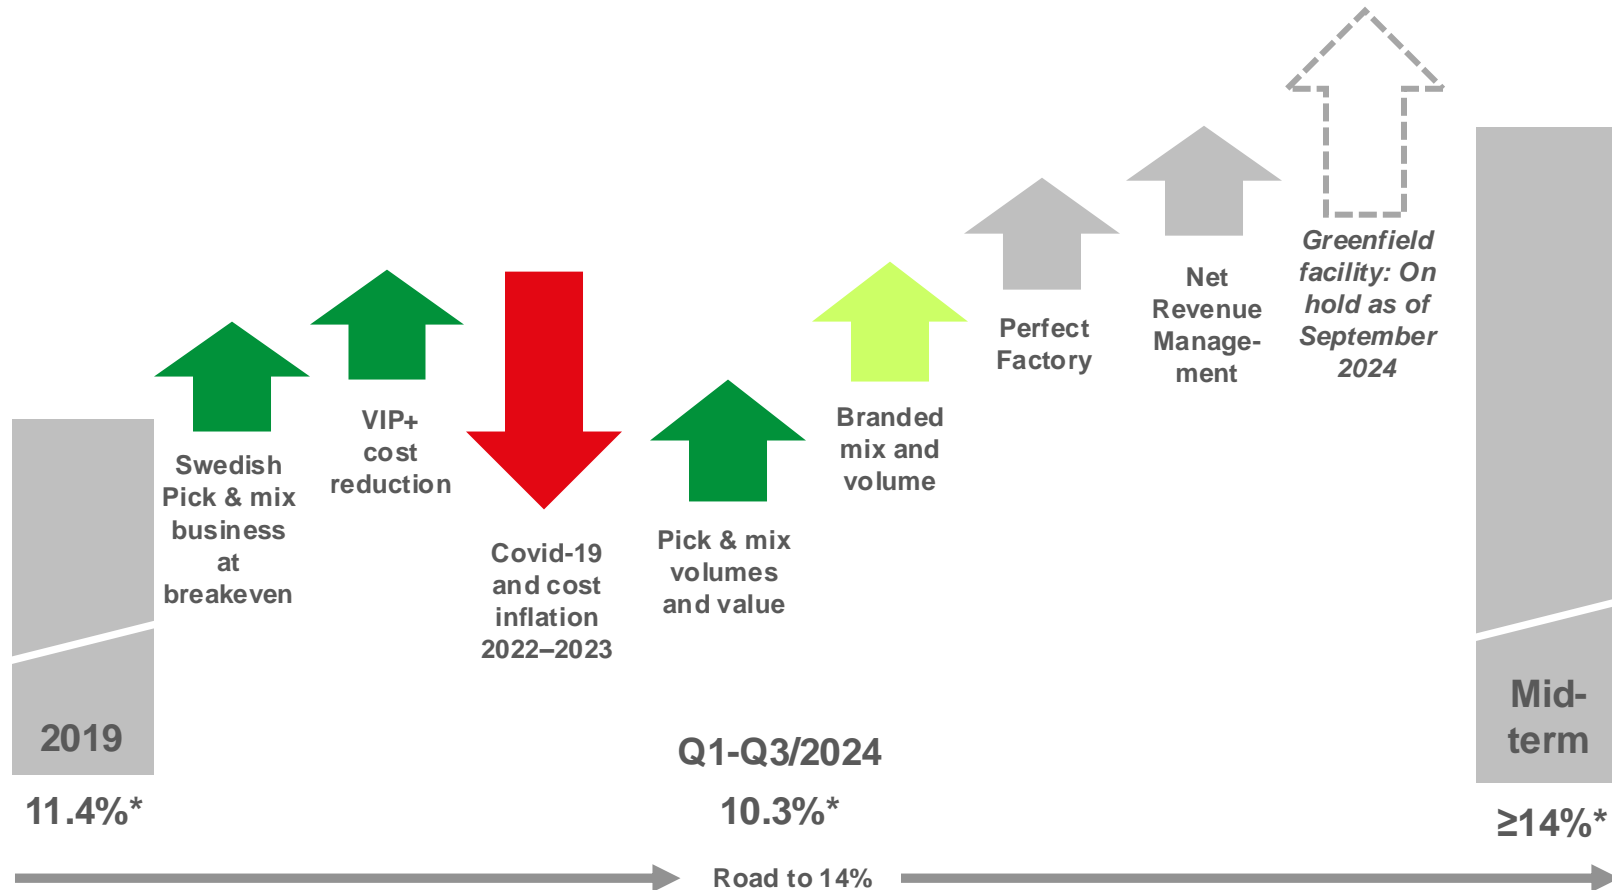 2019
11.4%*
Swedish
Pick & mix
business
at
breakeven
VIP+
cost
reduction
Covid-19
and cost
inflation
2022–2023
Pick & mix
volumes
and value
Q1-Q3/2024
10.3%*
Branded
mix and
volume
Perfect
Factory
Net
Revenue
Manage-
ment
Greenfield
facility: On
hold as of
September
2024
Mid-
term
≥14%*
Road to 14%